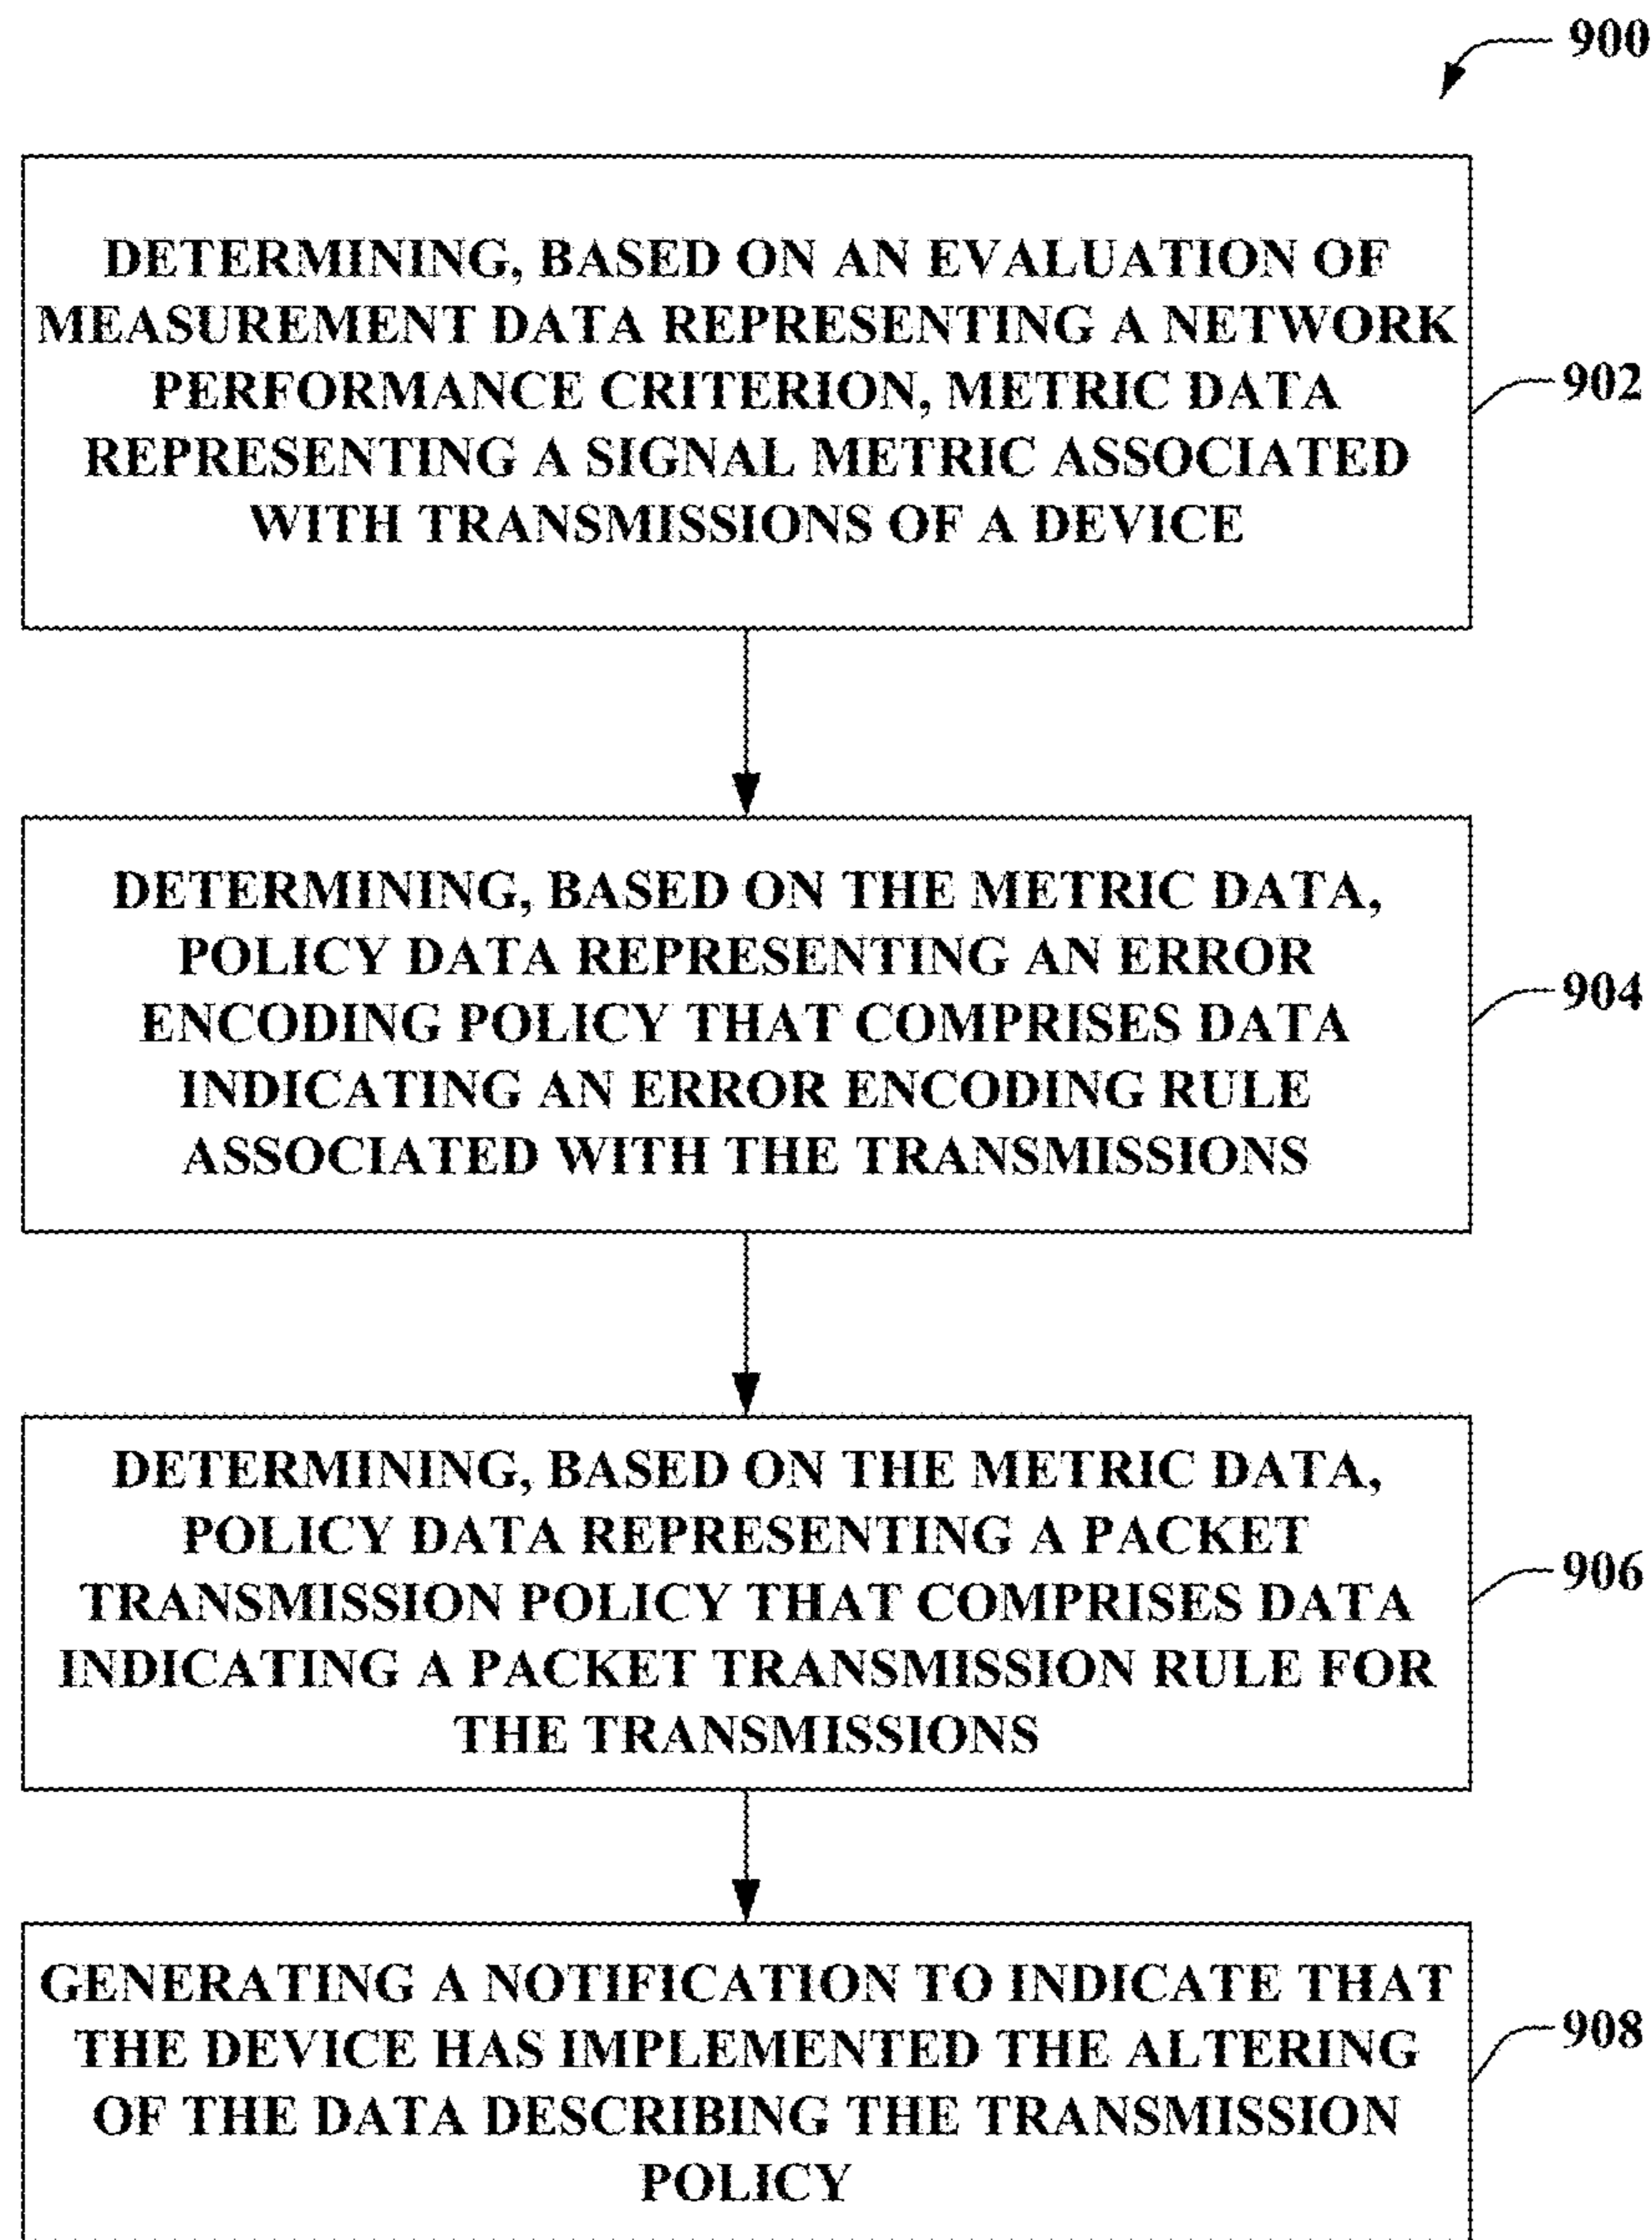 900
DETERMINING, BASED ON AN EVALUATION OF
MEASUREMENT DATA REPRESENTING A NETWORK
PERFORMANCE CRITERION, METRIC DATA
REPRESENTING A SIGNAL METRIC ASSOCIATED
WITH TRANSMISSIONS OF A DEVICE
902
DETERMINING, BASED ON THE METRIC DATA,
POLICY DATA REPRESENTING AN ERROR
ENCODING POLICY THAT COMPRISES DATA
INDICATING AN ERROR ENCODING RULE
ASSOCIATED WITH THE TRANSMISSIONS
904
DETERMINING, BASED ON THE METRIC DATA,
POLICY DATA REPRESENTING A PACKET
TRANSMISSION POLICY THAT COMPRISES DATA
INDICATING A PACKET TRANSMISSION RULE FOR
THE TRANSMISSIONS
906
GENERATING A NOTIFICATION TO INDICATE THAT
THE DEVICE HAS IMPLEMENTED THE ALTERING
OF THE DATA DESCRIBING THE TRANSMISSION
POLICY
908